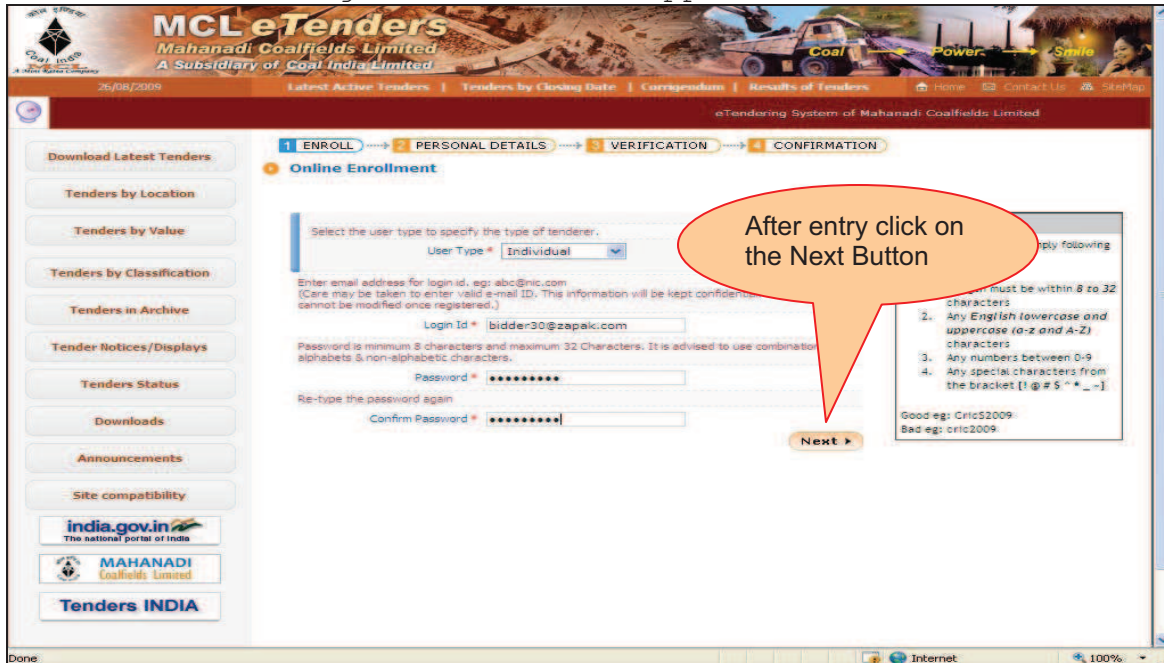 MCL eTenders
Mahanadi Coalfields Limited
A Subsidiary of Coal India Limited
Coal
Power
Smile
A Mini Ratna Company
26/08/2009
Latest Active Tenders | Tenders by Closing Date | Corrigendum | Results of Tenders
Home Contact Us SiteMap
eTendering System of Mahanadi Coalfields Limited
Download Latest Tenders
Tenders by Location
Tenders by Value
Tenders by Classification
Tenders in Archive
Tender Notices/Displays
Tenders Status
Downloads
Announcements
Site compatibility
india.gov.in
The national portal of India
MAHANADI
Coalfields Limited
Tenders INDIA
1 ENROLL 2 PERSONAL DETAILS 3 VERIFICATION 4 CONFIRMATION
Online Enrollment
Select the user type to specify the type of tenderer.
User Type * Individual
Enter email address for login id. eg: abc@nic.com
(Care may be taken to enter valid e-mail ID. This information will be kept
cannot be modified once registered.)
Login Id * bidder30@zapak.com
Password is minimum 8 characters and maximum 32 Characters. It is advised to use
alphabets & non-alphabetic characters.
Password * •••••••••
Re-type the password again
Confirm Password * •••••••••
Next
After entry click on
the Next Button
following
must be within 8 to 32
characters
2. Any English lowercase and
uppercase (a-z and A-Z)
characters
3. Any numbers between 0-9
4. Any special characters from
the bracket [! @ # $ ^ * _ ~]
Good eg: CricS2009
Bad eg: cric2009
Done
Internet
100%